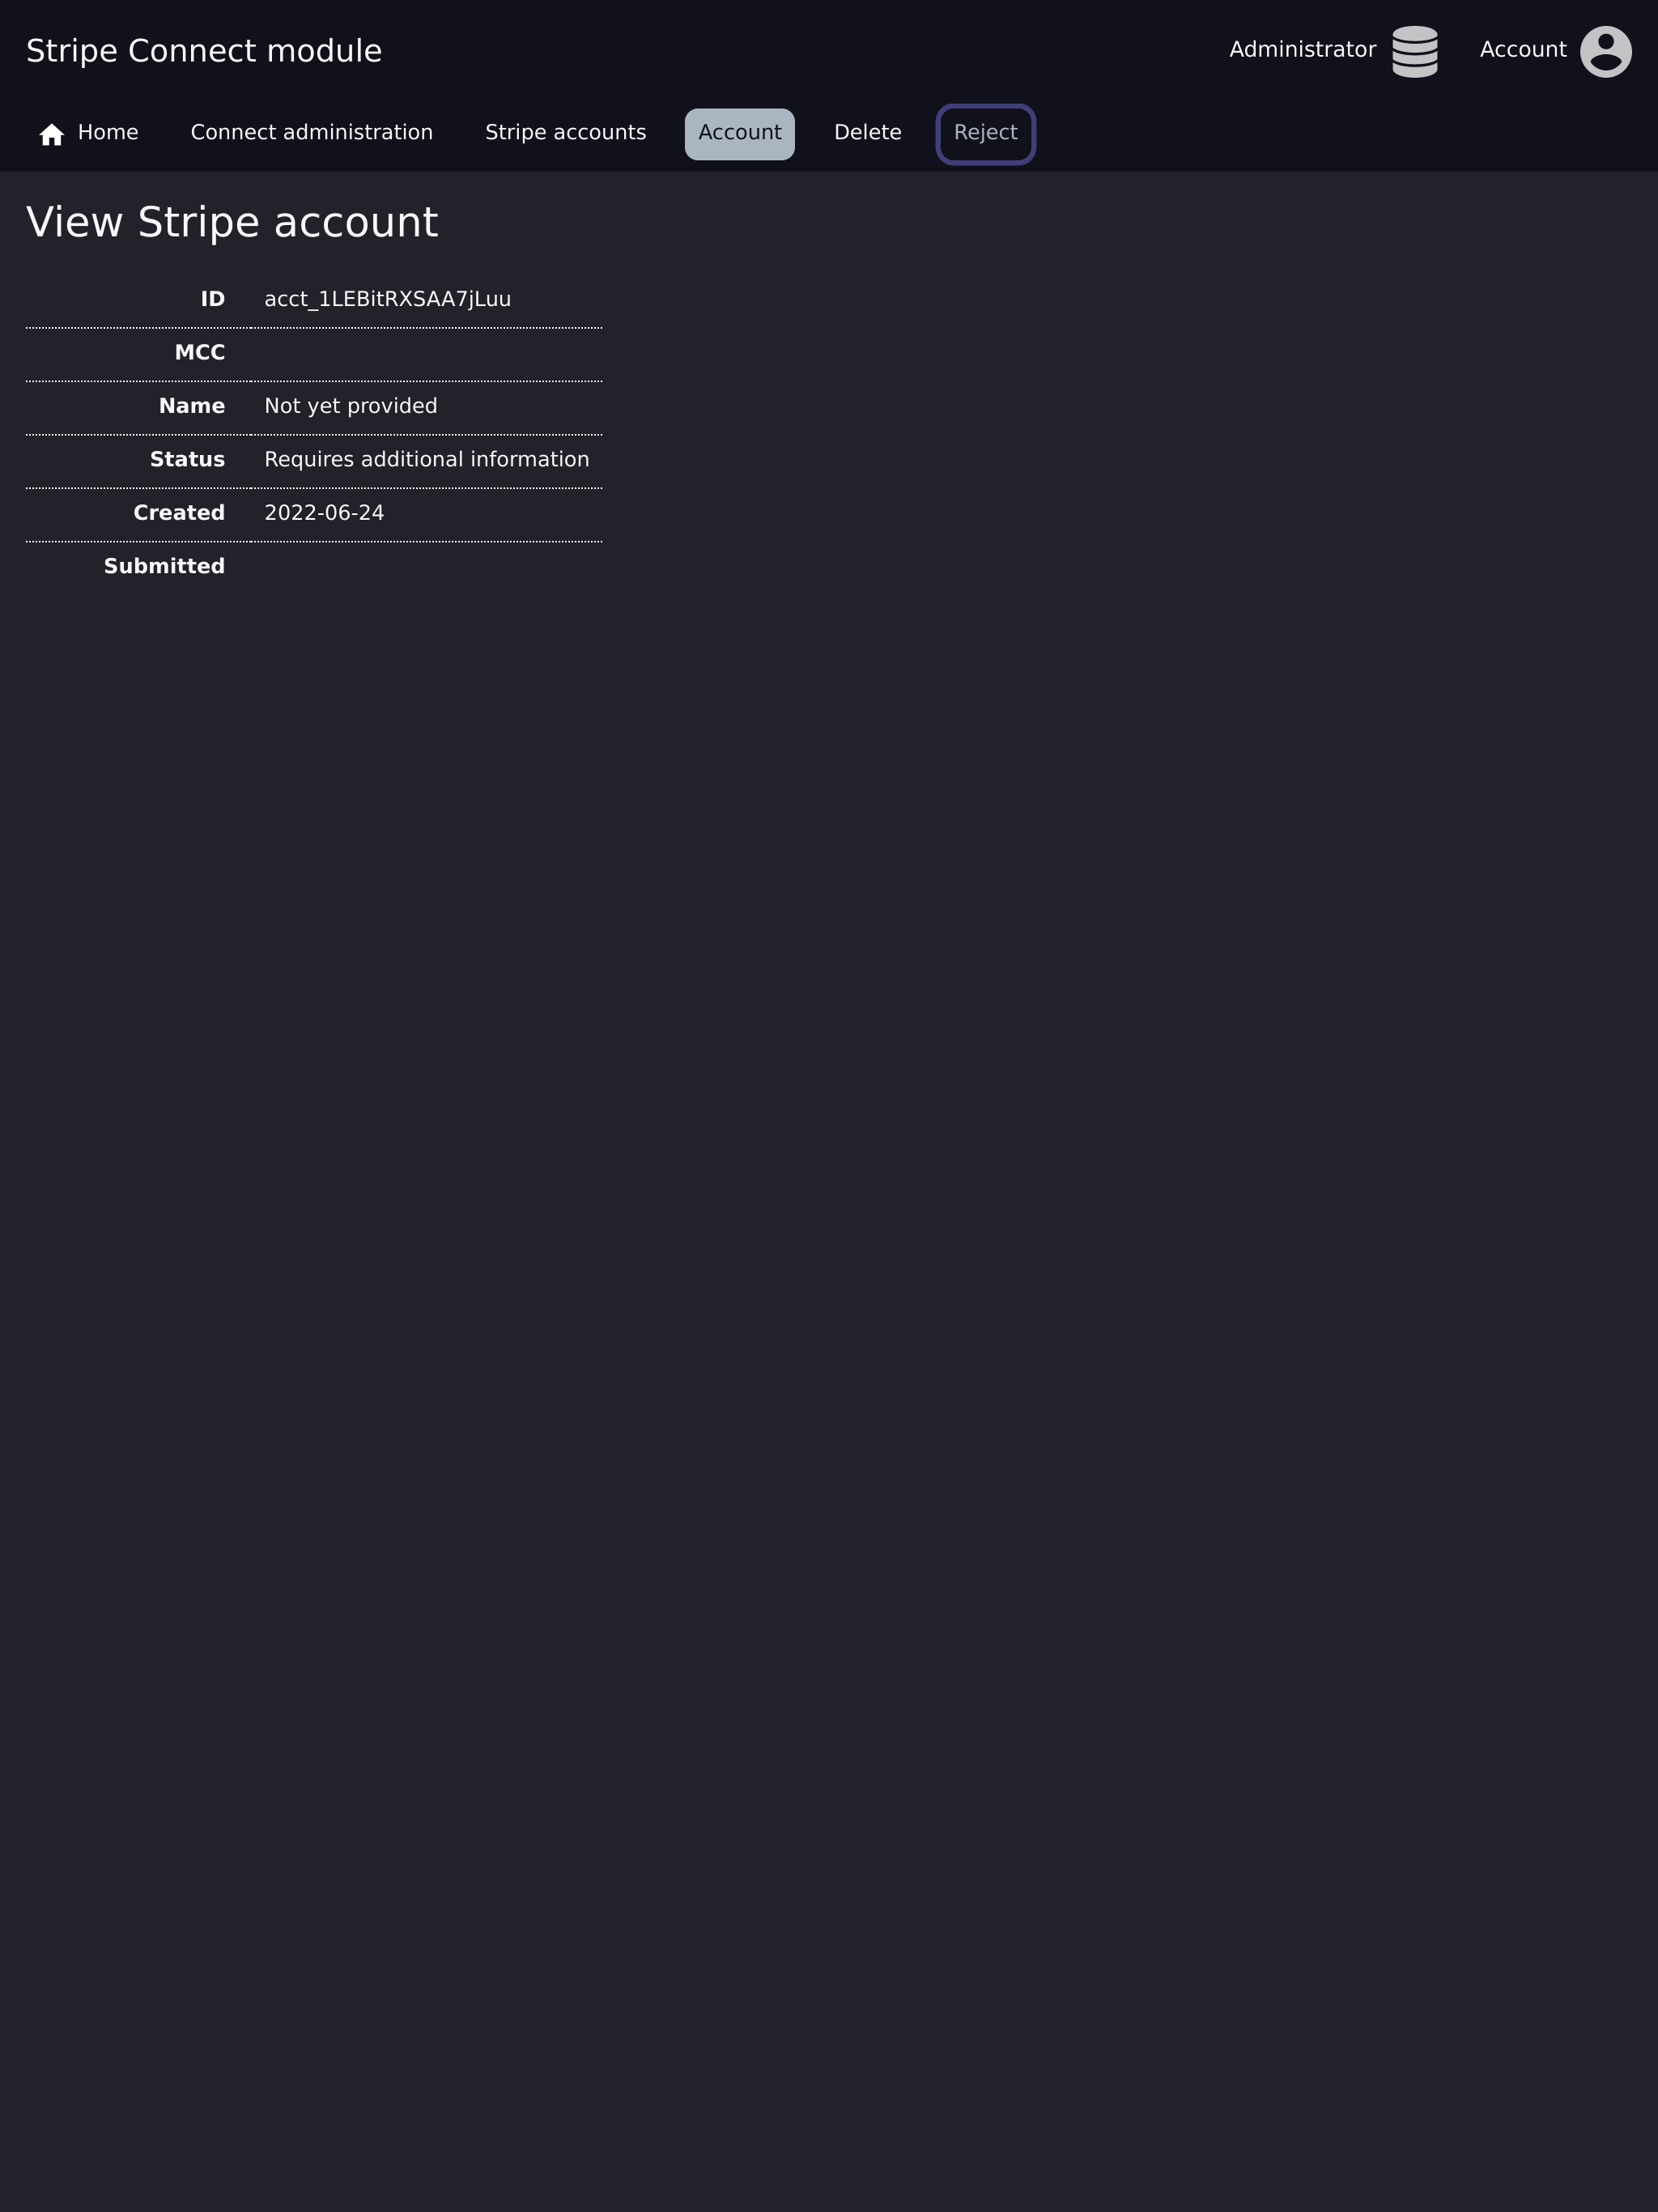 Stripe Connect module
Administrator
Account
Home
Connect administration
Stripe accounts
Account
Delete
Reject
View Stripe account
ID acct_1LEBitRXSAA7jLuu
MCC
Name Not yet provided
Status Requires additional information
Created 2022-06-24
Submitted